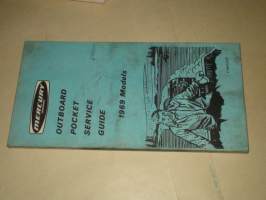 MERCURY
OUTBOARD
POCKET
SERVICE
GUIDE
1969 Models